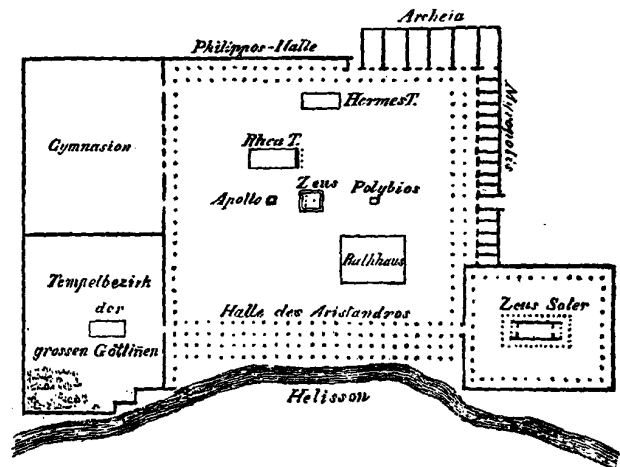 Archeia
Philippos-Halle
Hermes T.
Myropolis
Gymnasion
Rhea T.
Zeus
Apollo
Polybios
Rathhaus
Tempelbezirk
der
grossen Göttiñen
Zeus Soter
Halle des Aristandros
Helisson